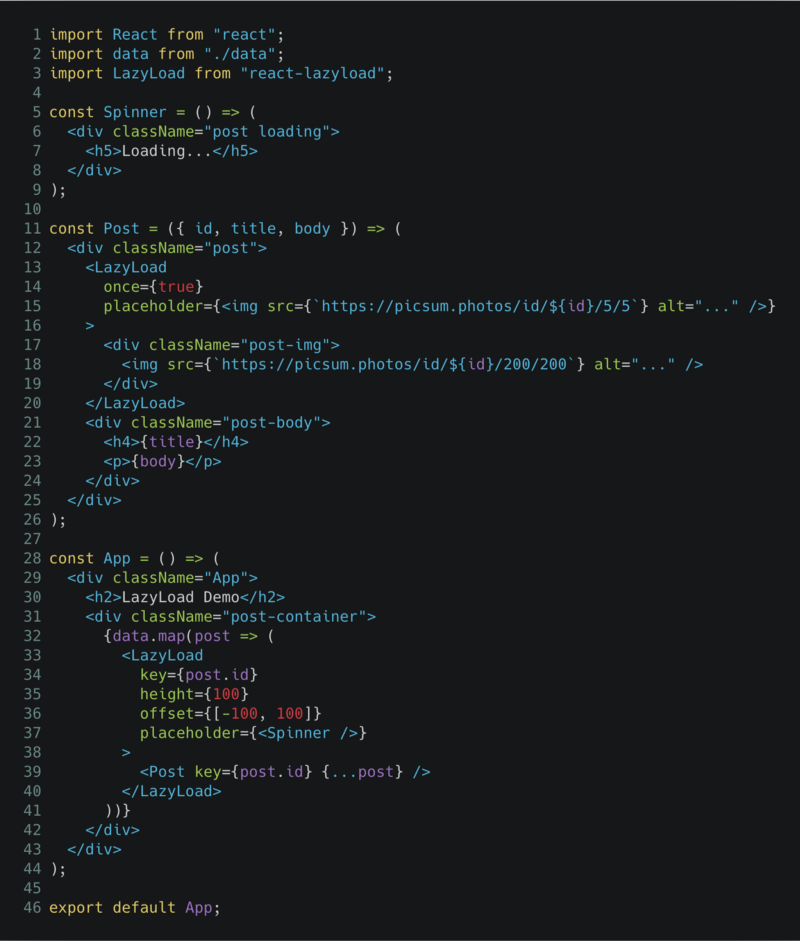 1 import React from "react";
2 import data from "./data";
3 import LazyLoad from "react-lazyload";
4
5 const Spinner = () => (
6   <div className="post loading">
7     <h5>Loading...</h5>
8   </div>
9 );
10
11 const Post = ({ id, title, body }) => (
12   <div className="post">
13     <LazyLoad
14       once={true}
15       placeholder={<img src={`https://picsum.photos/id/${id}/5/5`} alt="..." />}
16     >
17       <div className="post-img">
18         <img src={`https://picsum.photos/id/${id}/200/200`} alt="..." />
19       </div>
20     </LazyLoad>
21     <div className="post-body">
22       <h4>{title}</h4>
23       <p>{body}</p>
24     </div>
25   </div>
26 );
27
28 const App = () => (
29   <div className="App">
30     <h2>LazyLoad Demo</h2>
31     <div className="post-container">
32       {data.map(post => (
33         <LazyLoad
34           key={post.id}
35           height={100}
36           offset={[-100, 100]}
37           placeholder={<Spinner />}
38         >
39           <Post key={post.id} {...post} />
40         </LazyLoad>
41       ))}
42     </div>
43   </div>
44 );
45
46 export default App;